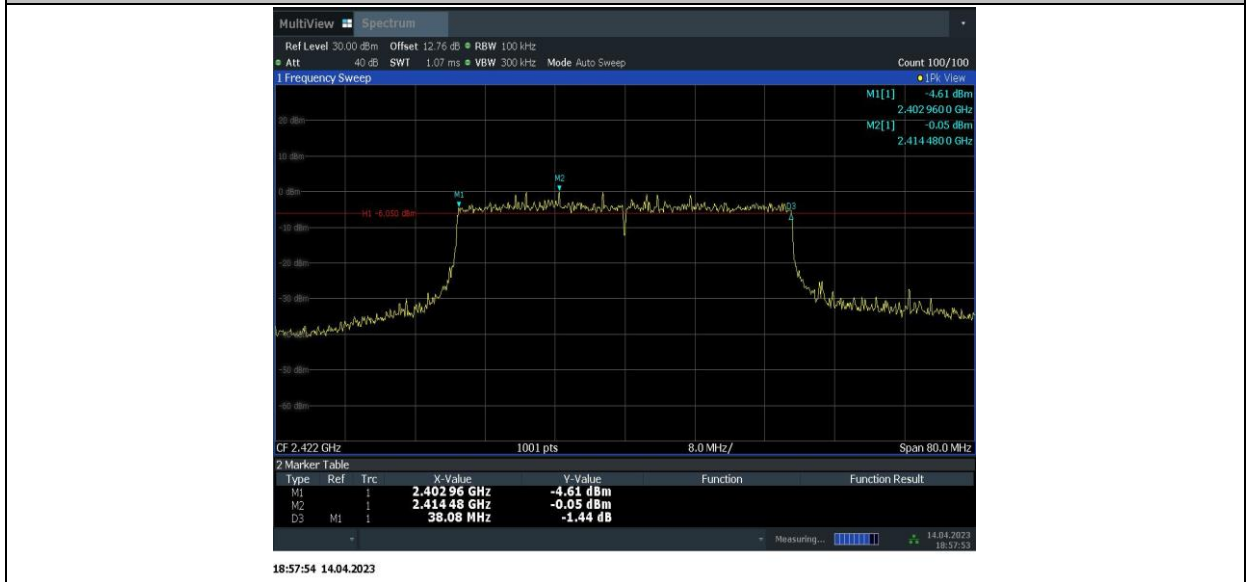 MultiView Spectrum
Ref Level 30.00 dBm Offset 12.76 dB RBW 100 kHz
Att 40 dB SWT 1.07 ms VBW 300 kHz Mode Auto Sweep Count 100/100
1 Frequency Sweep 1Pk View
M1[1] -4.61 dBm
2.402 960 0 GHz
20 dBm
M2[1] -0.05 dBm
2.414 480 0 GHz
10 dBm
M2
0 dBm
M1
H1 -6.050 dBm
D3
-10 dBm
-20 dBm
-30 dBm
-50 dBm
-60 dBm
CF 2.422 GHz 1001 pts 8.0 MHz/ Span 80.0 MHz
2 Marker Table
Type Ref Trc X-Value Y-Value Function Function Result
M1 1 2.402 96 GHz -4.61 dBm
M2 1 2.414 48 GHz -0.05 dBm
D3 M1 1 38.08 MHz -1.44 dB
Measuring... 14.04.2023
18:57:53
18:57:54 14.04.2023